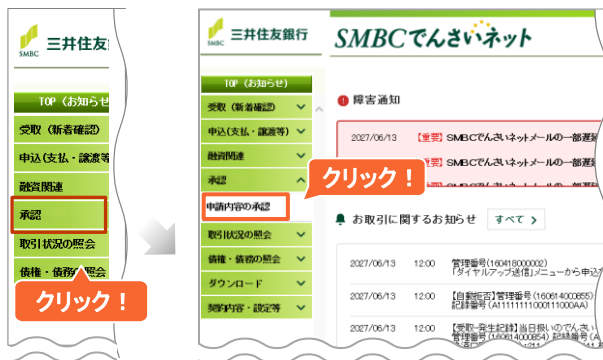 SMBC
三井住友
TOP（お知らせ
受取（新着確認）
申込（支払・譲渡等
融資関連
承認
取引状況の照会
債権・債務の照会
クリック！
SMBC
三井住友銀行
SMBCでんさいネット
TOP（お知らせ）
受取（新着確認）
申込（支払・譲渡等）
融資関連
承認
申請内容の承認
取引状況の照会
債権・債務の照会
ダウンロード
契約内容・設定等
クリック！
障害通知
2027/06/13 【重要】SMBCでんさいネットメールの一部遅延
【重要】SMBCでんさいネットメールの一部遅延
お取引に関するお知らせ すべて
2027/06/13 12:00 管理番号(160418000002)
「ダイヤルアップ送信」メニューから申込
2027/06/13 12:00 【自動拒否】管理番号(160614000855)
記録番号(A1111111100011000AA)
2027/06/13 12:00 【受取-発生記録】当日扱いのでんさい
管理番号(160614000854) 記録番号(A